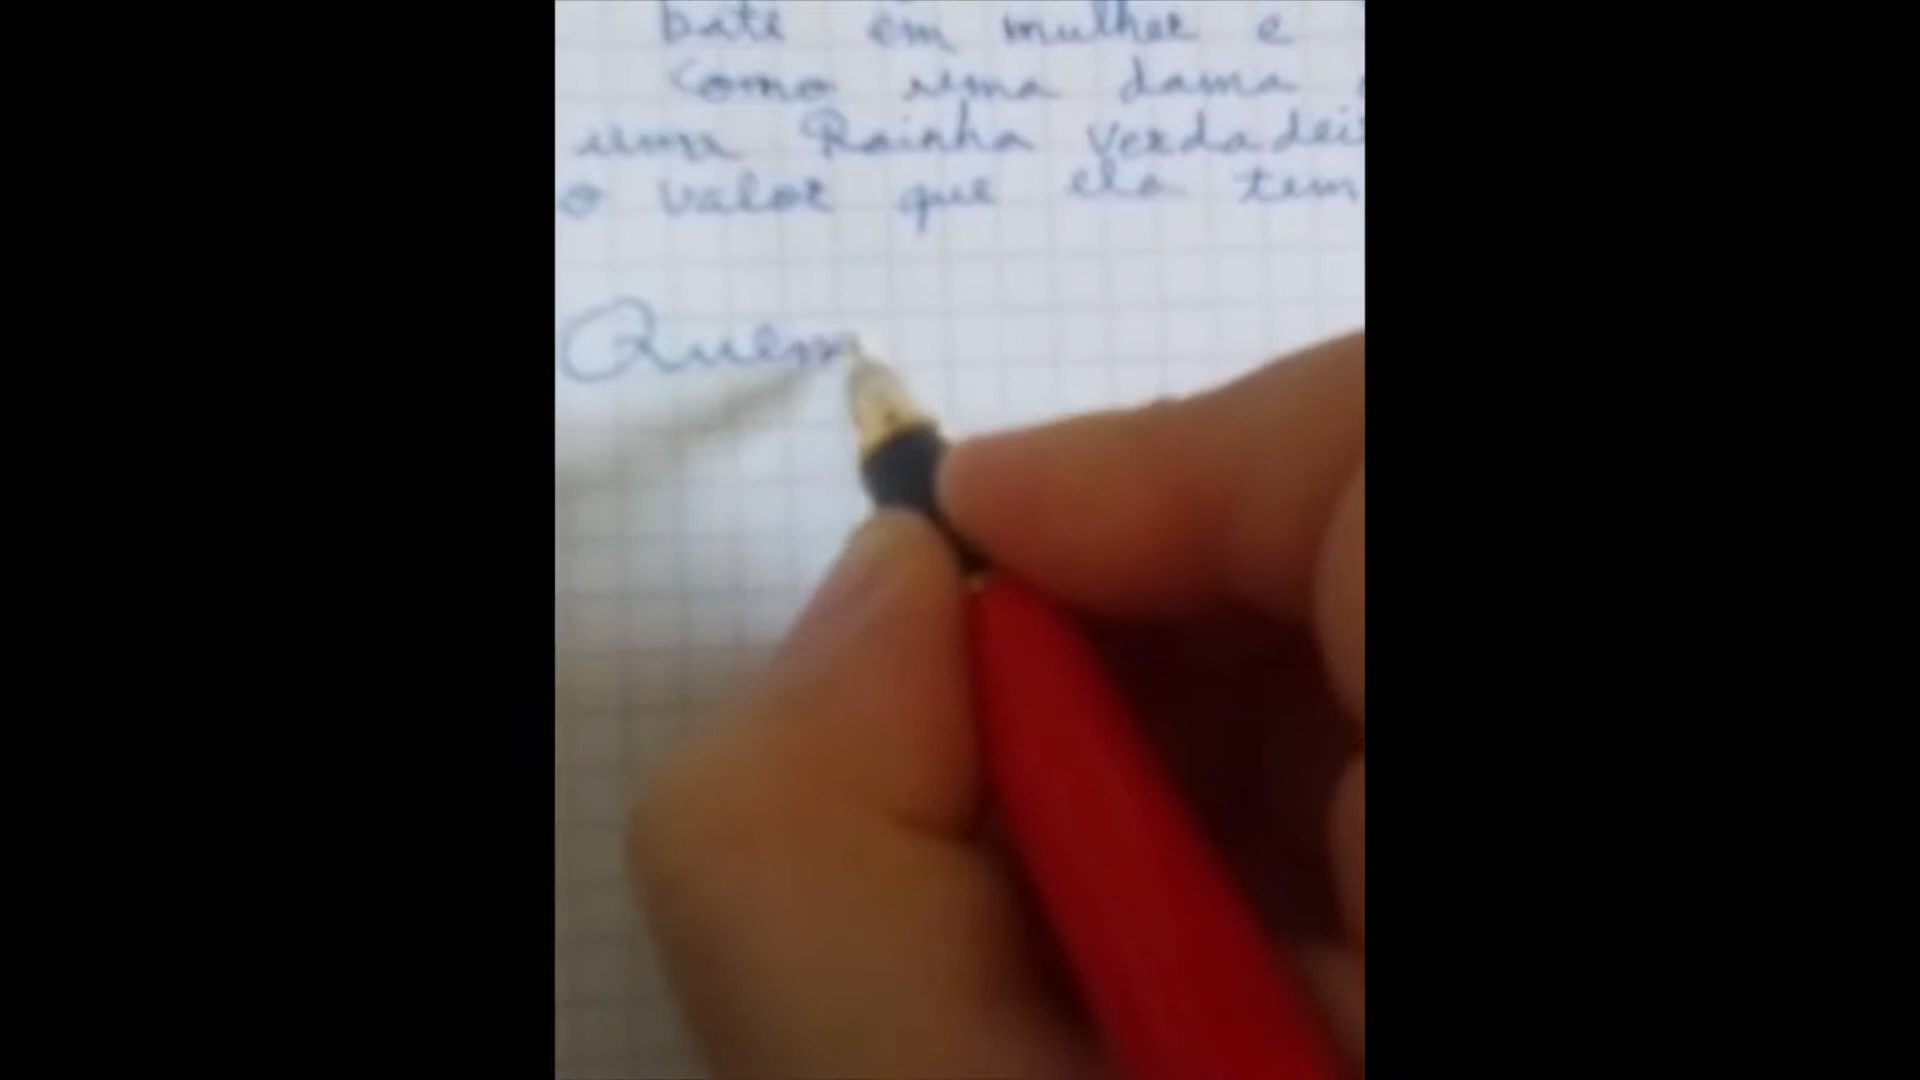 bate em mulher e
como uma dama
uma Rainha verdadei
o valor que ela tem
Quem